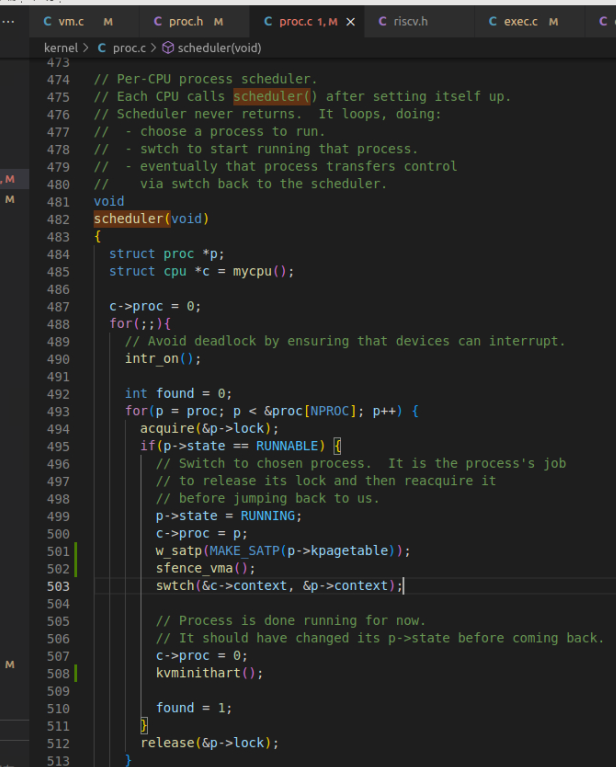 ··· vm.c M proc.h M proc.c 1, M × riscv.h exec.c M
kernel > proc.c > scheduler(void)
473
474 // Per-CPU process scheduler.
475 // Each CPU calls scheduler() after setting itself up.
476 // Scheduler never returns.  It loops, doing:
477 //  - choose a process to run.
478 //  - swtch to start running that process.
479 //  - eventually that process transfers control
480 //    via swtch back to the scheduler.
481 void
482 scheduler(void)
483 {
484   struct proc *p;
485   struct cpu *c = mycpu();
486
487   c->proc = 0;
488   for(;;){
489     // Avoid deadlock by ensuring that devices can interrupt.
490     intr_on();
491
492     int found = 0;
493     for(p = proc; p < &proc[NPROC]; p++) {
494       acquire(&p->lock);
495       if(p->state == RUNNABLE) {
496         // Switch to chosen process.  It is the process's job
497         // to release its lock and then reacquire it
498         // before jumping back to us.
499         p->state = RUNNING;
500         c->proc = p;
501         w_satp(MAKE_SATP(p->kpagetable));
502         sfence_vma();
503         swtch(&c->context, &p->context);
504
505         // Process is done running for now.
506         // It should have changed its p->state before coming back.
507         c->proc = 0;
508         kvminithart();
509
510         found = 1;
511       }
512       release(&p->lock);
513     }
, M
M
M